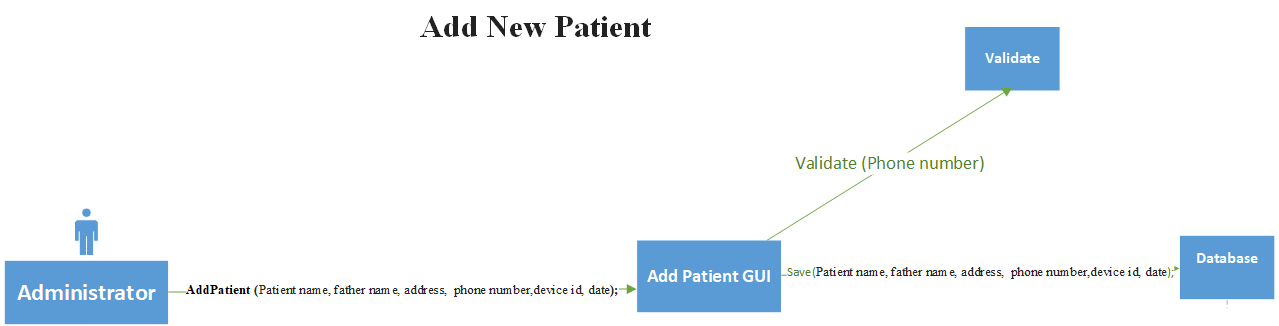 Add New Patient
Validate
Validate (Phone number)
Administrator
AddPatient (Patient name, father name, address, phone number,device id, date);
Add Patient GUI
Save(Patient name, father name, address, phone number,device id, date);
Database